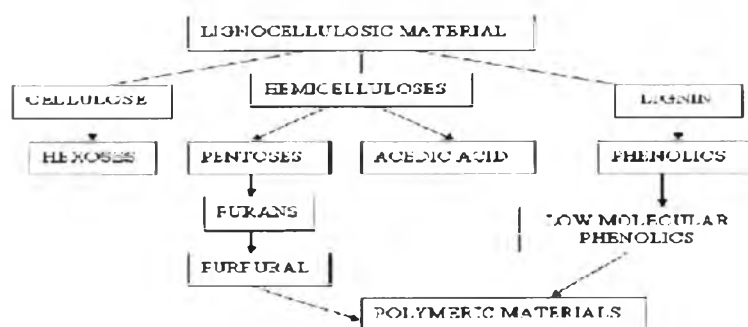 LIGNOCELLULOSIC MATERIAL
CELLULOSE
HEMICELLULOSES
LIGNIN
HEXOSES
PENTOSES
ACEDIC ACID
PHENOLICS
FURANS
LOW MOLECULAR
PHENOLICS
FURFURAL
POLYMERIC MATERIALS